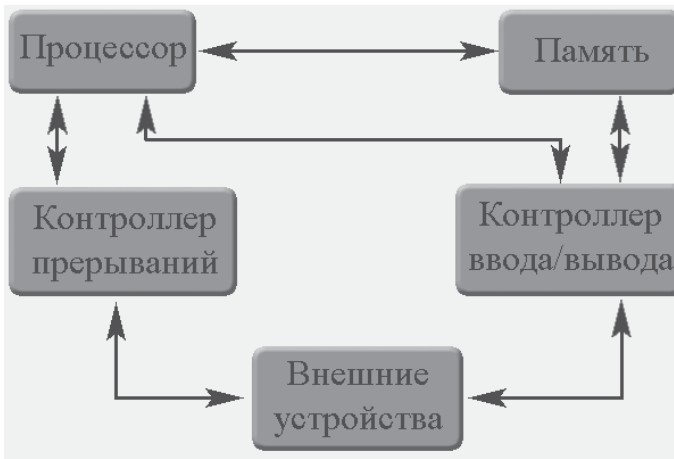 Процессор
Память
Контроллер
прерываний
Контроллер
ввода/вывода
Внешние
устройства